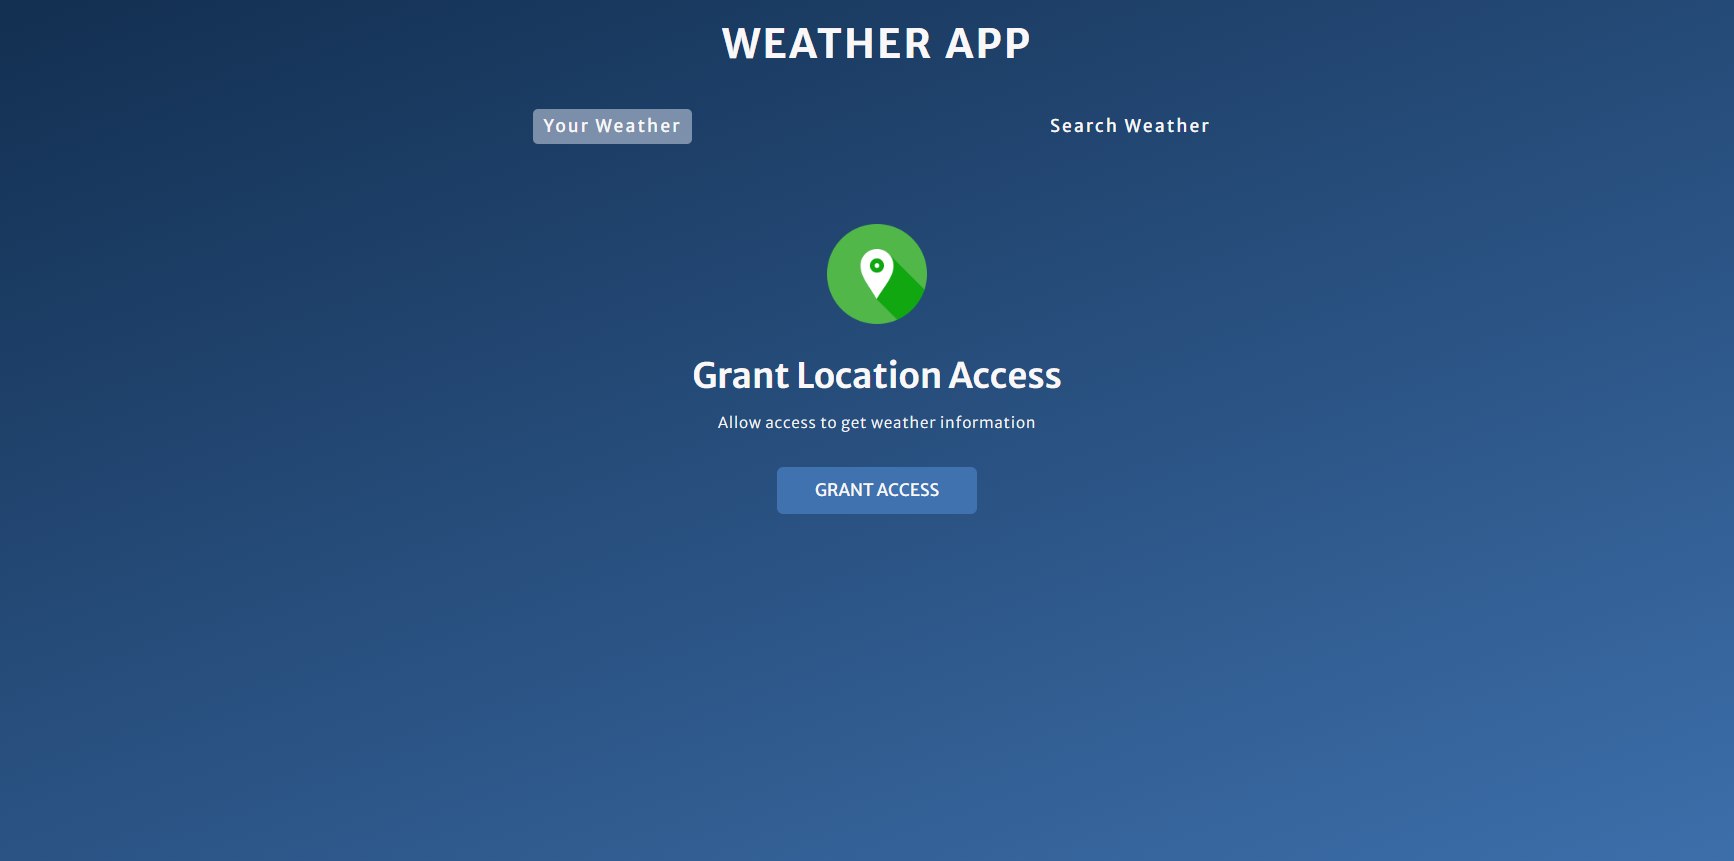 WEATHER APP
Your Weather
Search Weather
Grant Location Access
Allow access to get weather information
GRANT ACCESS